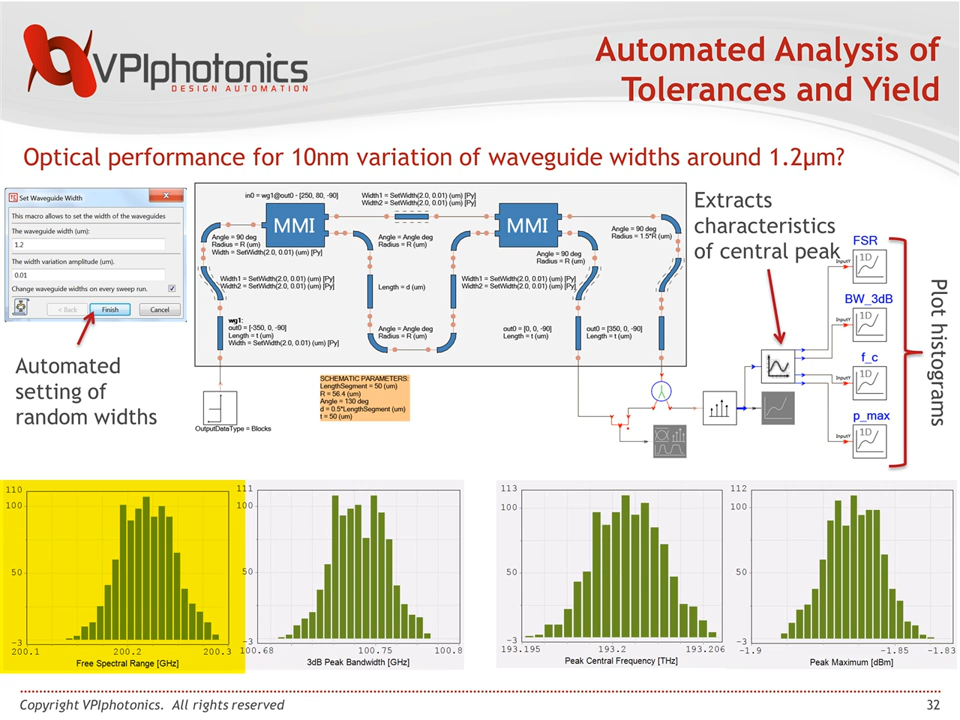 VPIphotonics
DESIGN AUTOMATION
Automated Analysis of
Tolerances and Yield
Optical performance for 10nm variation of waveguide widths around 1.2µm?
Set Waveguide Width
This macro allows to set the width of the waveguides
The waveguide width (um):
1.2
The width variation amplitude (um).
0.01
Change waveguide widths on every sweep run.
< Back
Finish
Cancel
Automated
setting of
random widths
in0 = wg1@out0 - [250, 80, -90]
Width1 = SetWidth(2.0, 0.01) (um) [Py]
Width2 = SetWidth(2.0, 0.01) (um) [Py]
MMI
MMI
Angle = 90 deg
Radius = R (um)
Width = SetWidth(2.0, 0.01) (um) [Py]
Angle = Angle deg
Radius = R (um)
Angle = 90 deg
Radius = R (um)
Angle = 90 deg
Radius = 1.5*R (um)
Width1 = SetWidth(2.0, 0.01) (um) [Py]
Width2 = SetWidth(2.0, 0.01) (um) [Py]
Length = d (um)
Width1 = SetWidth(2.0, 0.01) (um) [Py]
Width2 = SetWidth(2.0, 0.01) (um) [Py]
wg1:
out0 = [-350, 0, -90]
Length = t (um)
Width = SetWidth(2.0, 0.01) (um) [Py]
Angle = Angle deg
Radius = R (um)
out0 = [0, 0, -90]
Length = t (um)
out0 = [350, 0, -90]
Length = t (um)
OutputDataType = Blocks
SCHEMATIC PARAMETERS:
LengthSegment = 50 (um)
R = 56.4 (um)
Angle = 130 deg
d = 0.5*LengthSegment (um)
t = 50 (um)
Extracts
characteristics
of central peak
FSR
InputY
1D
BW_3dB
InputY
1D
f_c
InputY
1D
p_max
InputY
1D
Plot histograms
110
100
50
-3
200.1 200.2 200.3
Free Spectral Range [GHz]
111
100
50
-3
100.68 100.75 100.8
3dB Peak Bandwidth [GHz]
113
100
50
-3
193.195 193.2 193.206
Peak Central Frequency [THz]
112
100
50
-3
-1.9 -1.85 -1.83
Peak Maximum [dBm]
Copyright VPIphotonics. All rights reserved
32